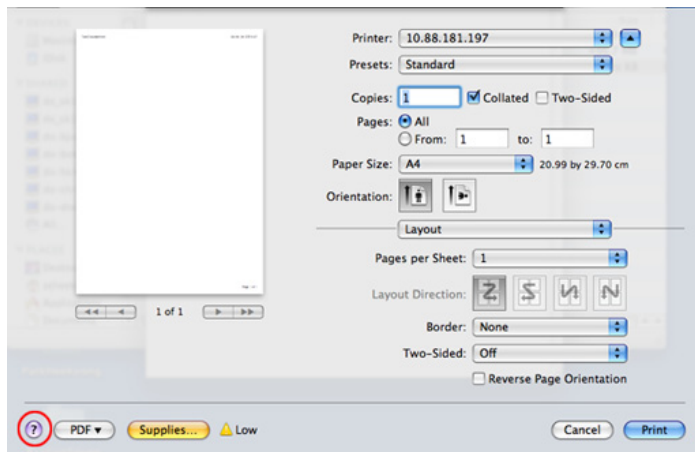 Printer: 10.88.181.197
Presets: Standard
Copies: 1 Collated Two-Sided
Pages: All
From: 1 to: 1
Paper Size: A4 20.99 by 29.70 cm
Orientation:
Layout
Pages per Sheet: 1
Layout Direction:
Border: None
Two-Sided: Off
Reverse Page Orientation
1 of 1
? PDF Supplies... Low Cancel Print